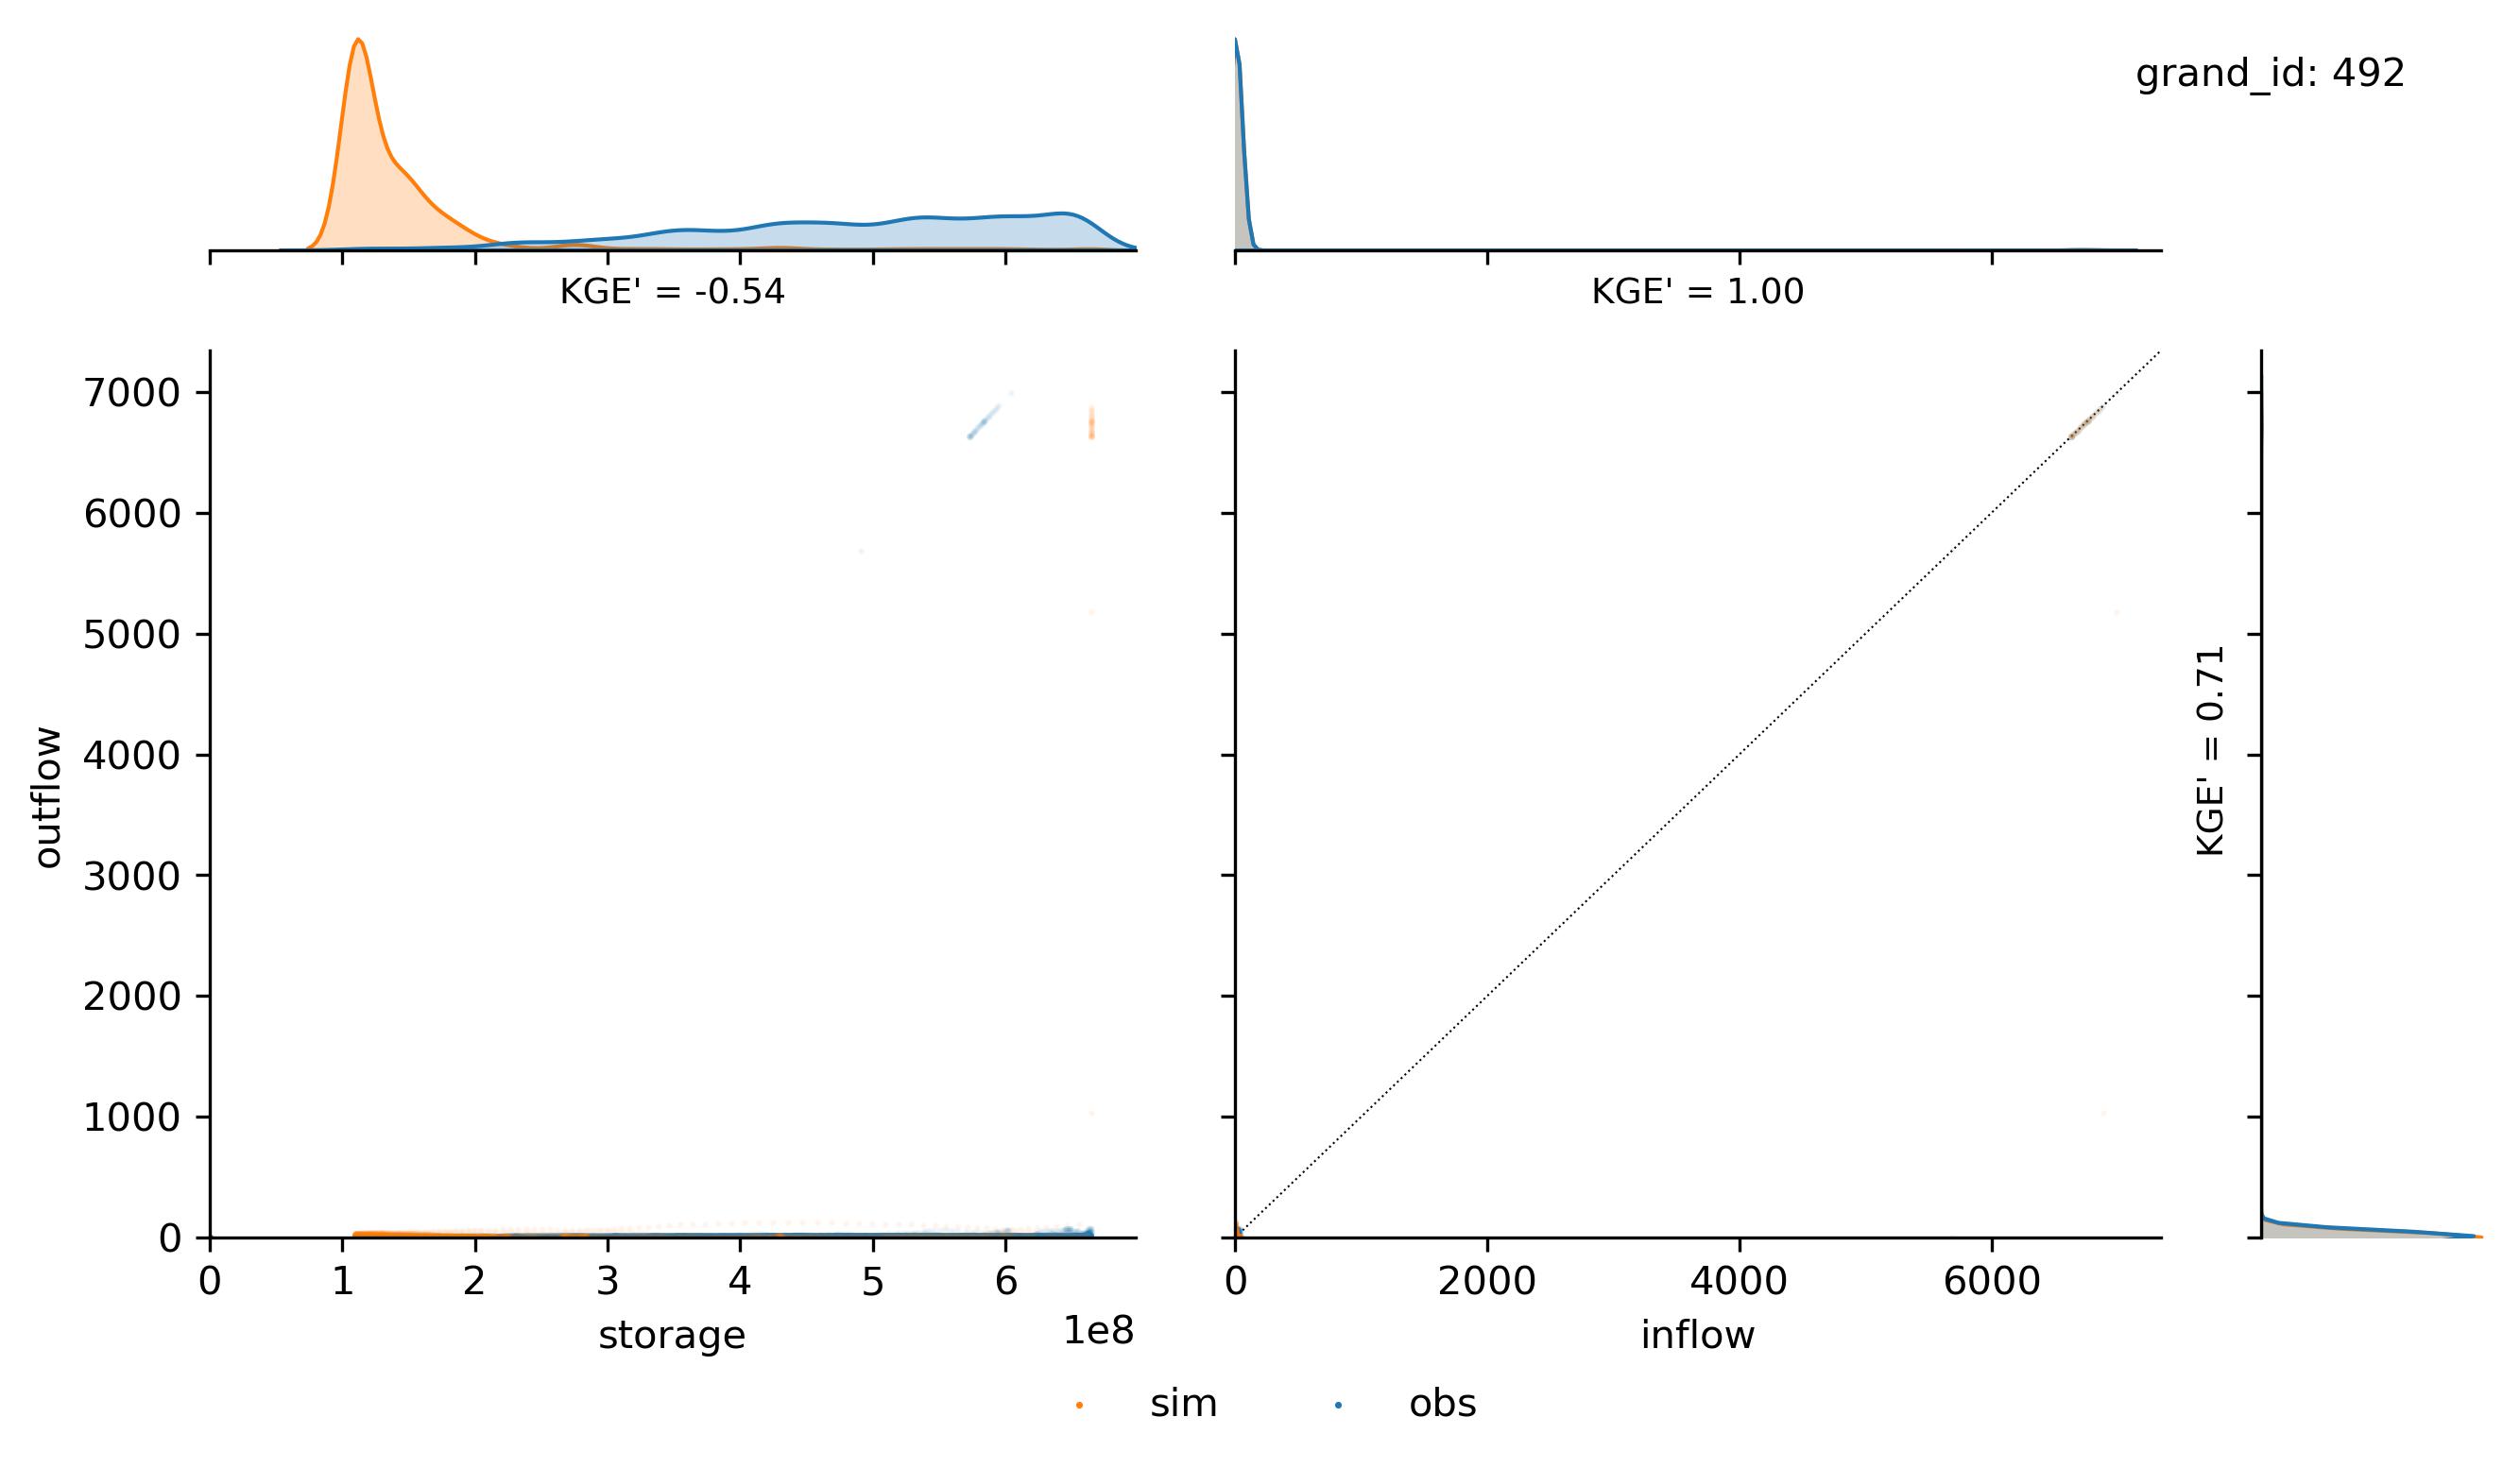 grand_id: 492
KGE' = -0.54
KGE' = 1.00
7000
6000
5000
4000
3000
2000
1000
0
outflow
KGE' = 0.71
0 1 2 3 4 5 6
1e8
storage
0 2000 4000 6000
inflow
sim obs